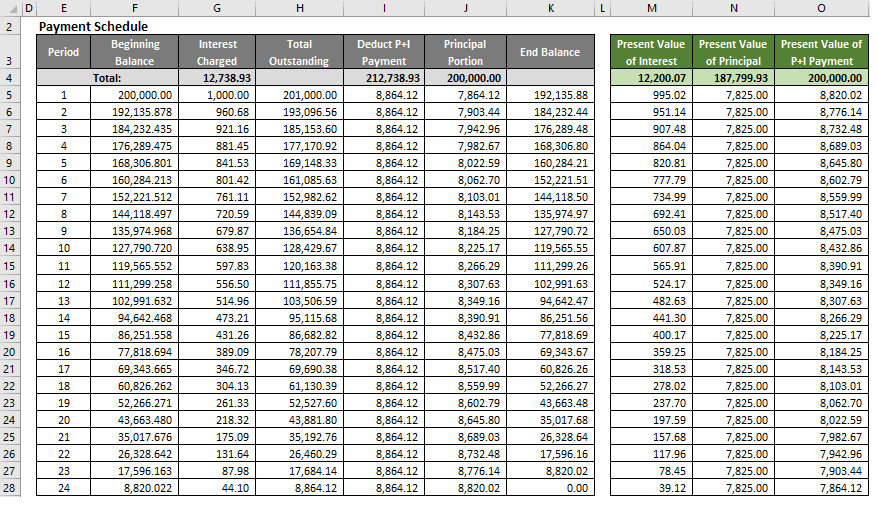 D E F G H I J K L M N O
2 Payment Schedule
3 Period Beginning Balance Interest Charged Total Outstanding Deduct P+I Payment Principal Portion End Balance Present Value of Interest Present Value of Principal Present Value of P+I Payment
4 Total: 12,738.93 212,738.93 200,000.00 12,200.07 187,799.93 200,000.00
5 1 200,000.00 1,000.00 201,000.00 8,864.12 7,864.12 192,135.88 995.02 7,825.00 8,820.02
6 2 192,135.878 960.68 193,096.56 8,864.12 7,903.44 184,232.44 951.14 7,825.00 8,776.14
7 3 184,232.435 921.16 185,153.60 8,864.12 7,942.96 176,289.48 907.48 7,825.00 8,732.48
8 4 176,289.475 881.45 177,170.92 8,864.12 7,982.67 168,306.80 864.04 7,825.00 8,689.03
9 5 168,306.801 841.53 169,148.33 8,864.12 8,022.59 160,284.21 820.81 7,825.00 8,645.80
10 6 160,284.213 801.42 161,085.63 8,864.12 8,062.70 152,221.51 777.79 7,825.00 8,602.79
11 7 152,221.512 761.11 152,982.62 8,864.12 8,103.01 144,118.50 734.99 7,825.00 8,559.99
12 8 144,118.497 720.59 144,839.09 8,864.12 8,143.53 135,974.97 692.41 7,825.00 8,517.40
13 9 135,974.968 679.87 136,654.84 8,864.12 8,184.25 127,790.72 650.03 7,825.00 8,475.03
14 10 127,790.720 638.95 128,429.67 8,864.12 8,225.17 119,565.55 607.87 7,825.00 8,432.86
15 11 119,565.552 597.83 120,163.38 8,864.12 8,266.29 111,299.26 565.91 7,825.00 8,390.91
16 12 111,299.258 556.50 111,855.75 8,864.12 8,307.63 102,991.63 524.17 7,825.00 8,349.16
17 13 102,991.632 514.96 103,506.59 8,864.12 8,349.16 94,642.47 482.63 7,825.00 8,307.63
18 14 94,642.468 473.21 95,115.68 8,864.12 8,390.91 86,251.56 441.30 7,825.00 8,266.29
19 15 86,251.558 431.26 86,682.82 8,864.12 8,432.86 77,818.69 400.17 7,825.00 8,225.17
20 16 77,818.694 389.09 78,207.79 8,864.12 8,475.03 69,343.67 359.25 7,825.00 8,184.25
21 17 69,343.665 346.72 69,690.38 8,864.12 8,517.40 60,826.26 318.53 7,825.00 8,143.53
22 18 60,826.262 304.13 61,130.39 8,864.12 8,559.99 52,266.27 278.02 7,825.00 8,103.01
23 19 52,266.271 261.33 52,527.60 8,864.12 8,602.79 43,663.48 237.70 7,825.00 8,062.70
24 20 43,663.480 218.32 43,881.80 8,864.12 8,645.80 35,017.68 197.59 7,825.00 8,022.59
25 21 35,017.676 175.09 35,192.76 8,864.12 8,689.03 26,328.64 157.68 7,825.00 7,982.67
26 22 26,328.642 131.64 26,460.29 8,864.12 8,732.48 17,596.16 117.96 7,825.00 7,942.96
27 23 17,596.163 87.98 17,684.14 8,864.12 8,776.14 8,820.02 78.45 7,825.00 7,903.44
28 24 8,820.022 44.10 8,864.12 8,864.12 8,820.02 0.00 39.12 7,825.00 7,864.12